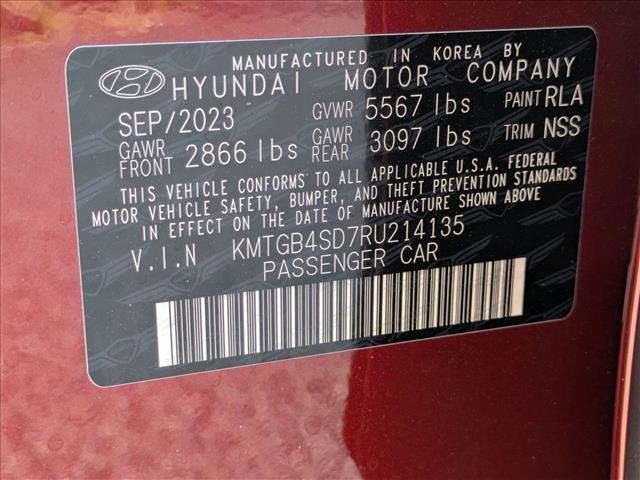 MANUFACTURED IN KOREA BY
HYUNDAI MOTOR COMPANY
SEP/2023 GVWR 5567 lbs PAINT RLA
GAWR FRONT 2866 lbs GAWR REAR 3097 lbs TRIM NSS
THIS VEHICLE CONFORMS TO ALL APPLICABLE U.S.A. FEDERAL
MOTOR VEHICLE SAFETY, BUMPER, AND THEFT PREVENTION STANDARDS
IN EFFECT ON THE DATE OF MANUFACTURE SHOWN ABOVE.
V.I.N KMTGB4SD7RU214135
PASSENGER CAR